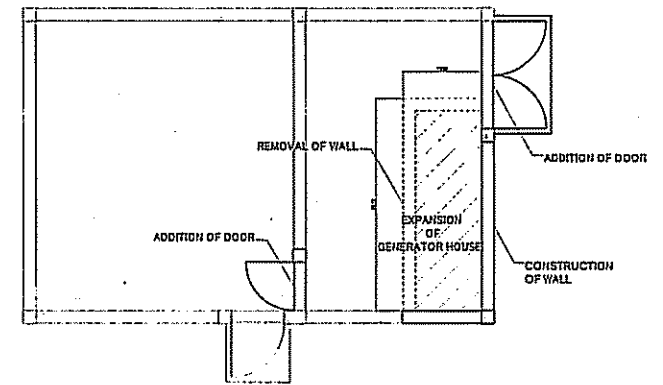 REMOVAL OF WALL
ADDITION OF DOOR
EXPANSION
OF
GENERATOR HOUSE
ADDITION OF DOOR
CONSTRUCTION
OF WALL